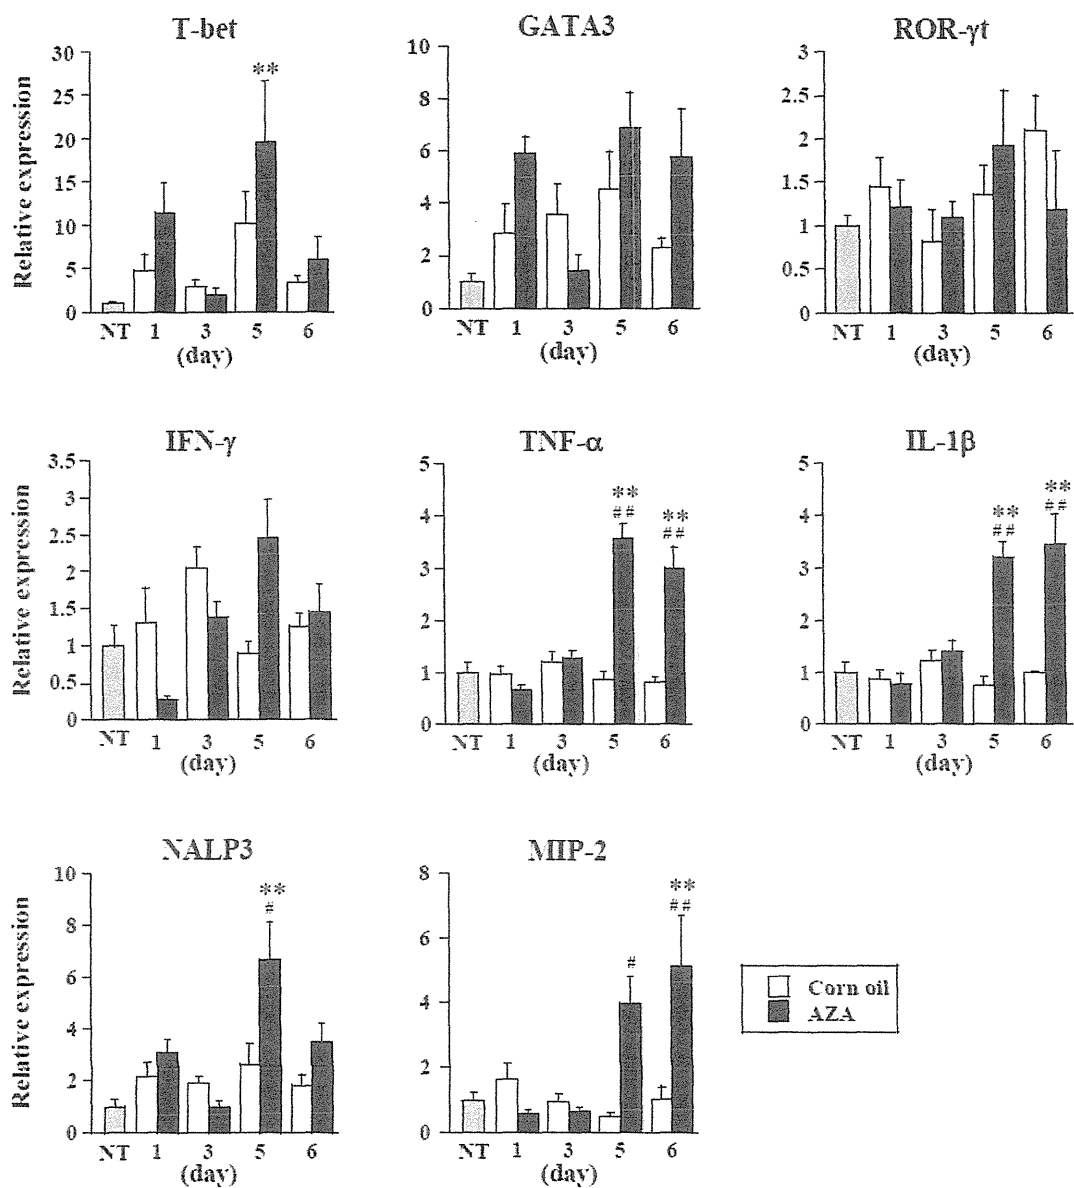 T-bet
Relative expression
30
25
20
15
10
5
0
**
NT 1 3 5 6
(day)
GATA3
10
8
6
4
2
0
NT 1 3 5 6
(day)
ROR-γt
3
2.5
2
1.5
1
0.5
0
NT 1 3 5 6
(day)
IFN-γ
Relative expression
3.5
3
2.5
2
1.5
1
0.5
0
NT 1 3 5 6
(day)
TNF-α
5
4
3
2
1
0
**
##
**
##
NT 1 3 5 6
(day)
IL-1β
5
4
3
2
1
0
**
##
**
##
NT 1 3 5 6
(day)
NALP3
Relative expression
10
8
6
4
2
0
**
#
NT 1 3 5 6
(day)
MIP-2
8
6
4
2
0
#
**
##
NT 1 3 5 6
(day)
Corn oil
AZA